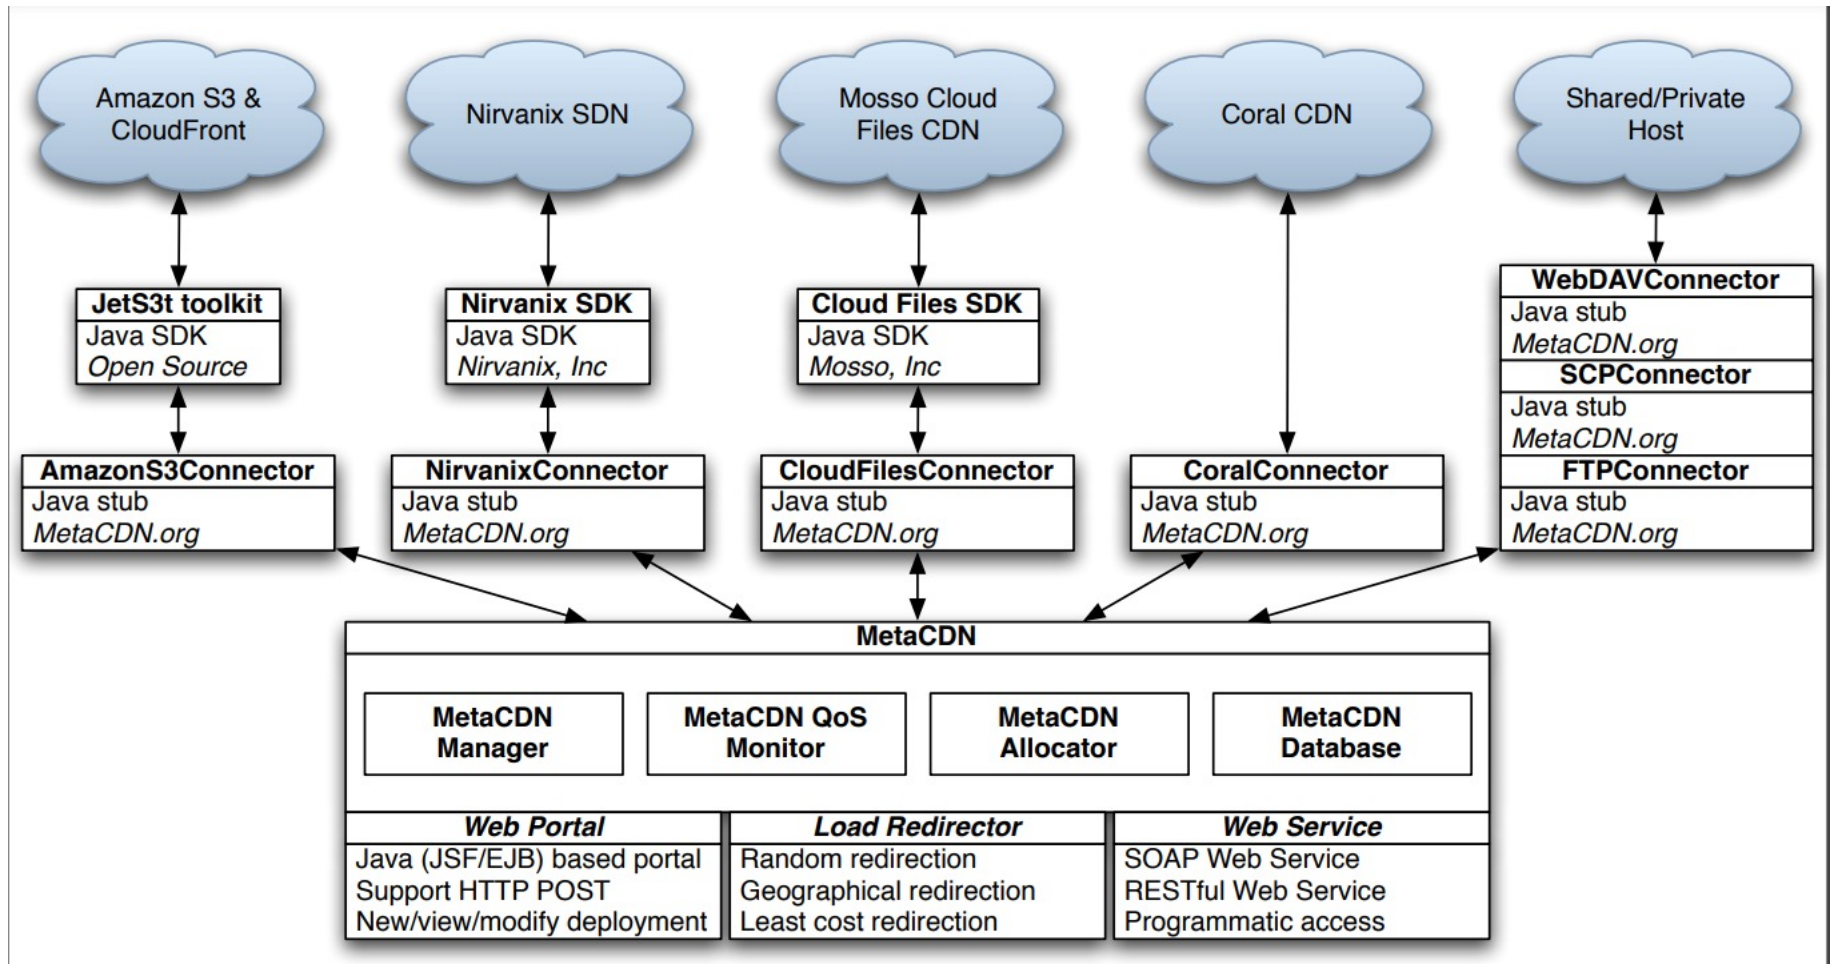 Amazon S3 &
CloudFront
Nirvanix SDN
Mosso Cloud
Files CDN
Coral CDN
Shared/Private
Host
JetS3t toolkit
Java SDK
Open Source
Nirvanix SDK
Java SDK
Nirvanix, Inc
Cloud Files SDK
Java SDK
Mosso, Inc
WebDAVConnector
Java stub
MetaCDN.org
SCPConnector
Java stub
MetaCDN.org
FTPConnector
Java stub
MetaCDN.org
AmazonS3Connector
Java stub
MetaCDN.org
NirvanixConnector
Java stub
MetaCDN.org
CloudFilesConnector
Java stub
MetaCDN.org
CoralConnector
Java stub
MetaCDN.org
MetaCDN
MetaCDN
Manager
MetaCDN QoS
Monitor
MetaCDN
Allocator
MetaCDN
Database
Web Portal
Java (JSF/EJB) based portal
Support HTTP POST
New/view/modify deployment
Load Redirector
Random redirection
Geographical redirection
Least cost redirection
Web Service
SOAP Web Service
RESTful Web Service
Programmatic access